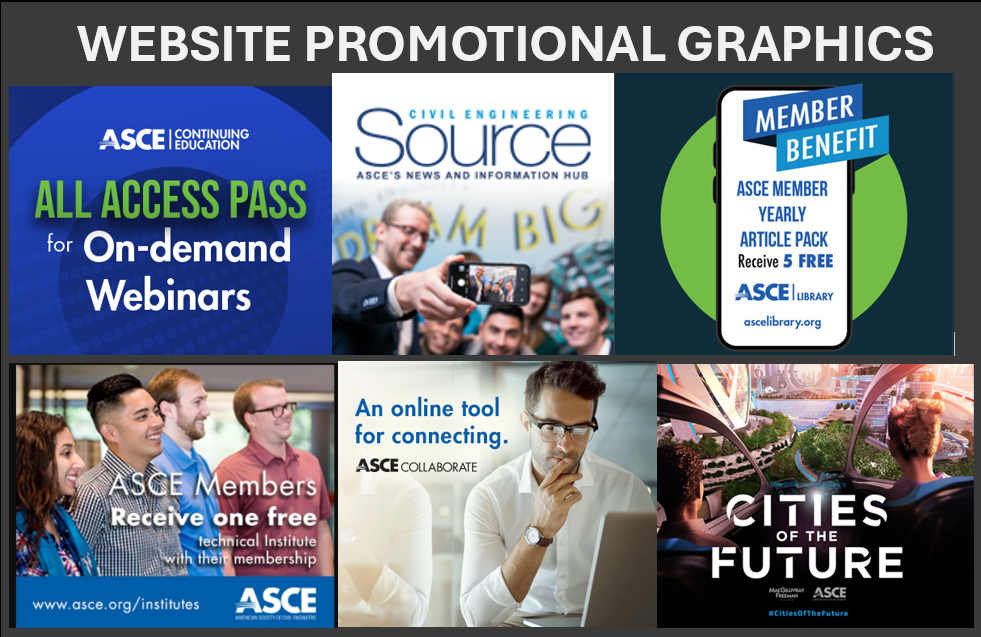 WEBSITE PROMOTIONAL GRAPHICS
ASCE | CONTINUING
EDUCATION
ALL ACCESS PASS
for On-demand
Webinars
CIVIL ENGINEERING
Source
ASCE'S NEWS AND INFORMATION HUB
DREAM BIG
MEMBER
BENEFIT
ASCE MEMBER
YEARLY
ARTICLE PACK
Receive 5 FREE
ASCE | LIBRARY
ascelibrary.org
ASCE Members
Receive one free
technical Institute
with their membership
www.asce.org/institutes
ASCE
AMERICAN SOCIETY OF CIVIL ENGINEERS
An online tool
for connecting.
ASCE COLLABORATE
CITIES
OF THE
FUTURE
MACGILLIVRAY
FREEMAN
ASCE
#CitiesOfTheFuture